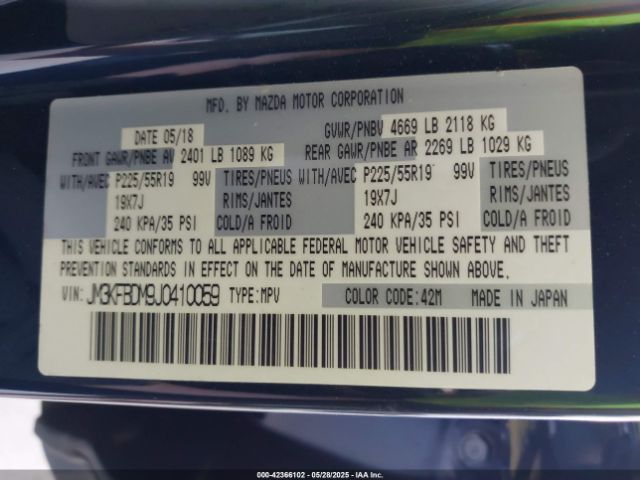 MFD. BY MAZDA MOTOR CORPORATION
DATE 05/18 GVWR/PNBV 4669 LB 2118 KG
FRONT GAWR/PNBE AV 2401 LB 1089 KG REAR GAWR/PNBE AR 2269 LB 1029 KG
WITH/AVEC P225/55R19 99V TIRES/PNEUS WITH/AVEC P225/55R19 99V TIRES/PNEUS
19X7J RIMS/JANTES 19X7J RIMS/JANTES
240 KPA/35 PSI COLD/A FROID 240 KPA/35 PSI COLD/A FROID
THIS VEHICLE CONFORMS TO ALL APPLICABLE FEDERAL MOTOR VEHICLE SAFETY AND THEFT
PREVENTION STANDARDS IN EFFECT ON THE DATE OF MANUFACTURE SHOWN ABOVE.
VIN: JM3KFBDM9J0410059 TYPE:MPV COLOR CODE:42M MADE IN JAPAN
000-42366102 - 05/28/2025 - IAAI.COM